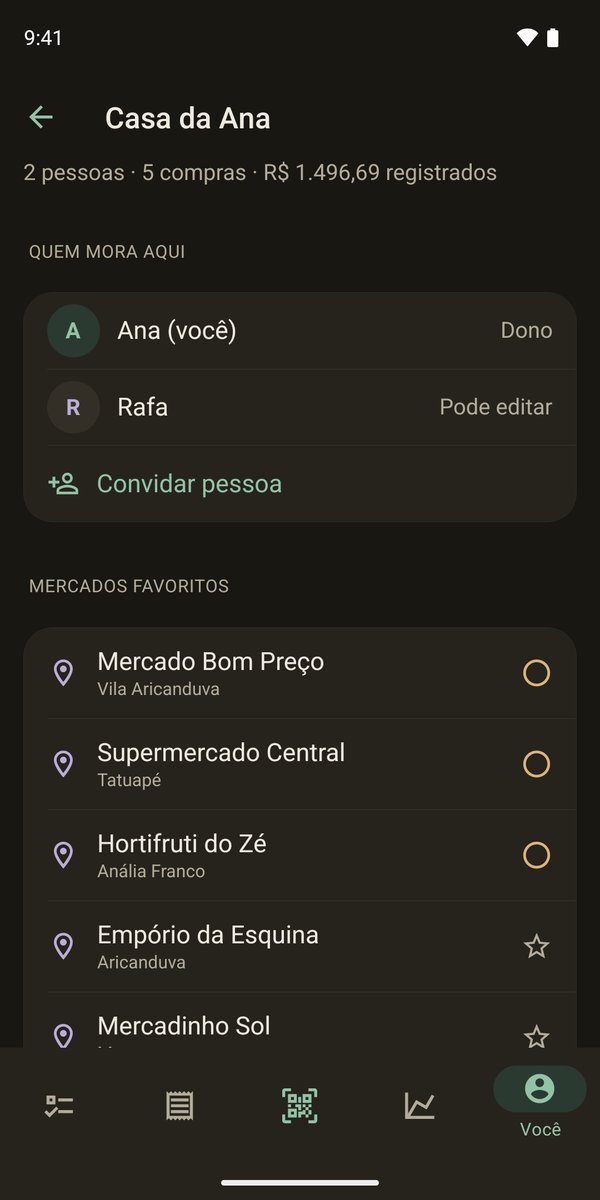 9:41
Casa da Ana
2 pessoas · 5 compras · R$ 1.496,69 registrados
QUEM MORA AQUI
A Ana (você) Dono
R Rafa Pode editar
Convidar pessoa
MERCADOS FAVORITOS
Mercado Bom Preço
Vila Aricanduva
Supermercado Central
Tatuapé
Hortifruti do Zé
Anália Franco
Empório da Esquina
Aricanduva
Mercadinho Sol
Você